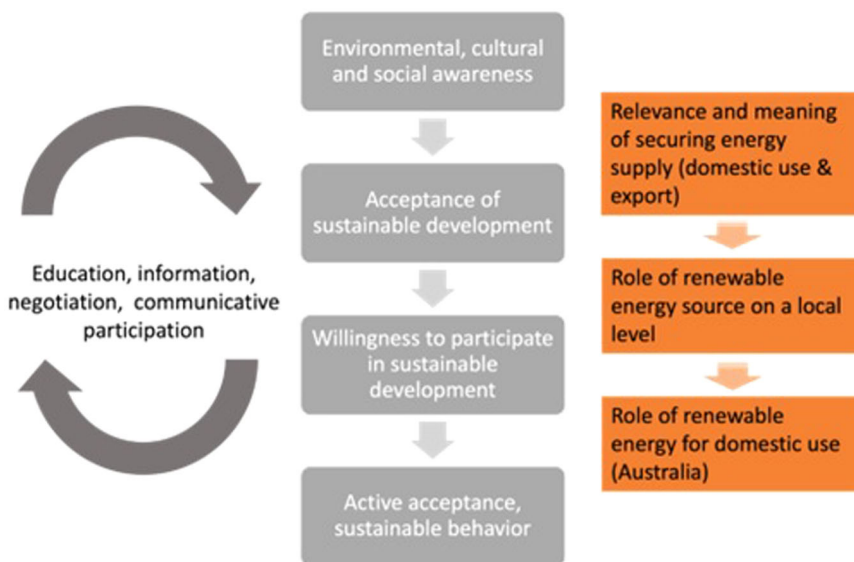 Education, information,
negotiation, communicative
participation
Environmental, cultural
and social awareness
Acceptance of
sustainable development
Willingness to participate
in sustainable
development
Active acceptance,
sustainable behavior
Relevance and meaning
of securing energy
supply (domestic use &
export)
Role of renewable
energy source on a local
level
Role of renewable
energy for domestic use
(Australia)